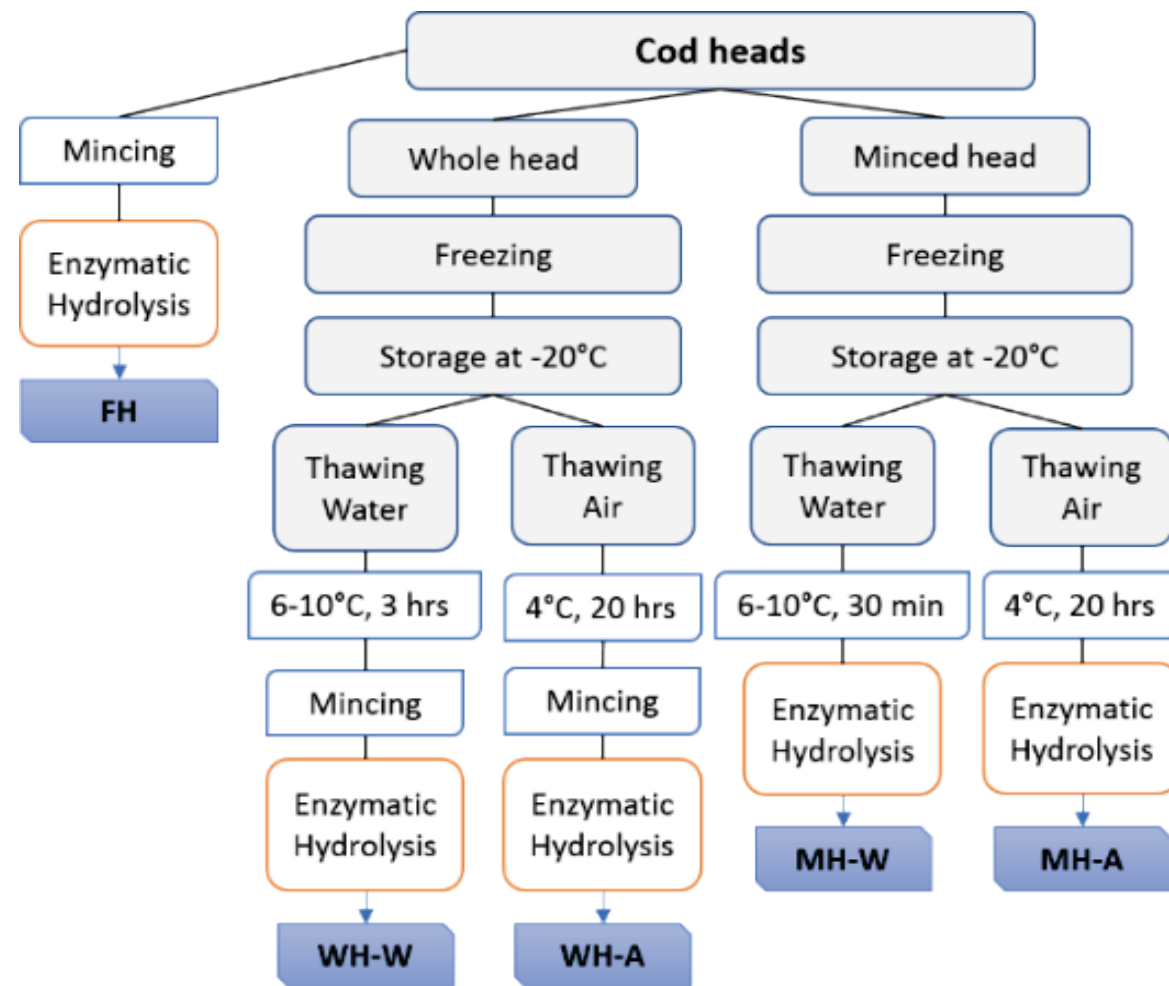 Cod heads
Mincing
Whole head
Minced head
Enzymatic
Hydrolysis
Freezing
Freezing
Storage at -20°C
Storage at -20°C
FH
Thawing
Water
Thawing
Air
Thawing
Water
Thawing
Air
6-10°C, 3 hrs
4°C, 20 hrs
6-10°C, 30 min
4°C, 20 hrs
Mincing
Mincing
Enzymatic
Hydrolysis
Enzymatic
Hydrolysis
Enzymatic
Hydrolysis
Enzymatic
Hydrolysis
MH-W
MH-A
WH-W
WH-A